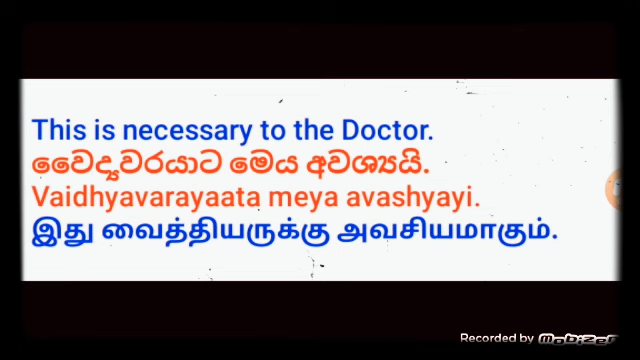 This is necessary to the Doctor.
වෛද්‍යවරයාට මෙය අවශ්‍යයි.
Vaidhyavarayaata meya avashyayi.
இது வைத்தியருக்கு அவசியமாகும்.
Recorded by